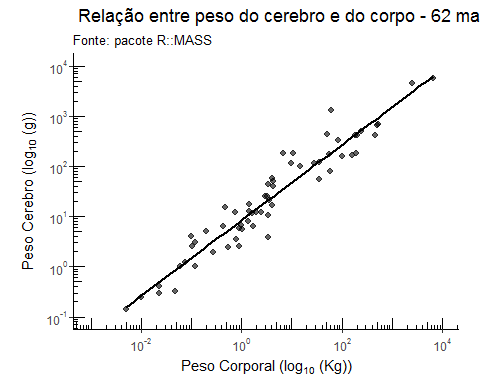 Relação entre peso do cerebro e do corpo - 62 ma
Fonte: pacote R::MASS
Peso Cerebro (log10 (g))
10^4
10^3
10^2
10^1
10^0
10^-1
10^-2
10^0
10^2
10^4
Peso Corporal (log10 (Kg))